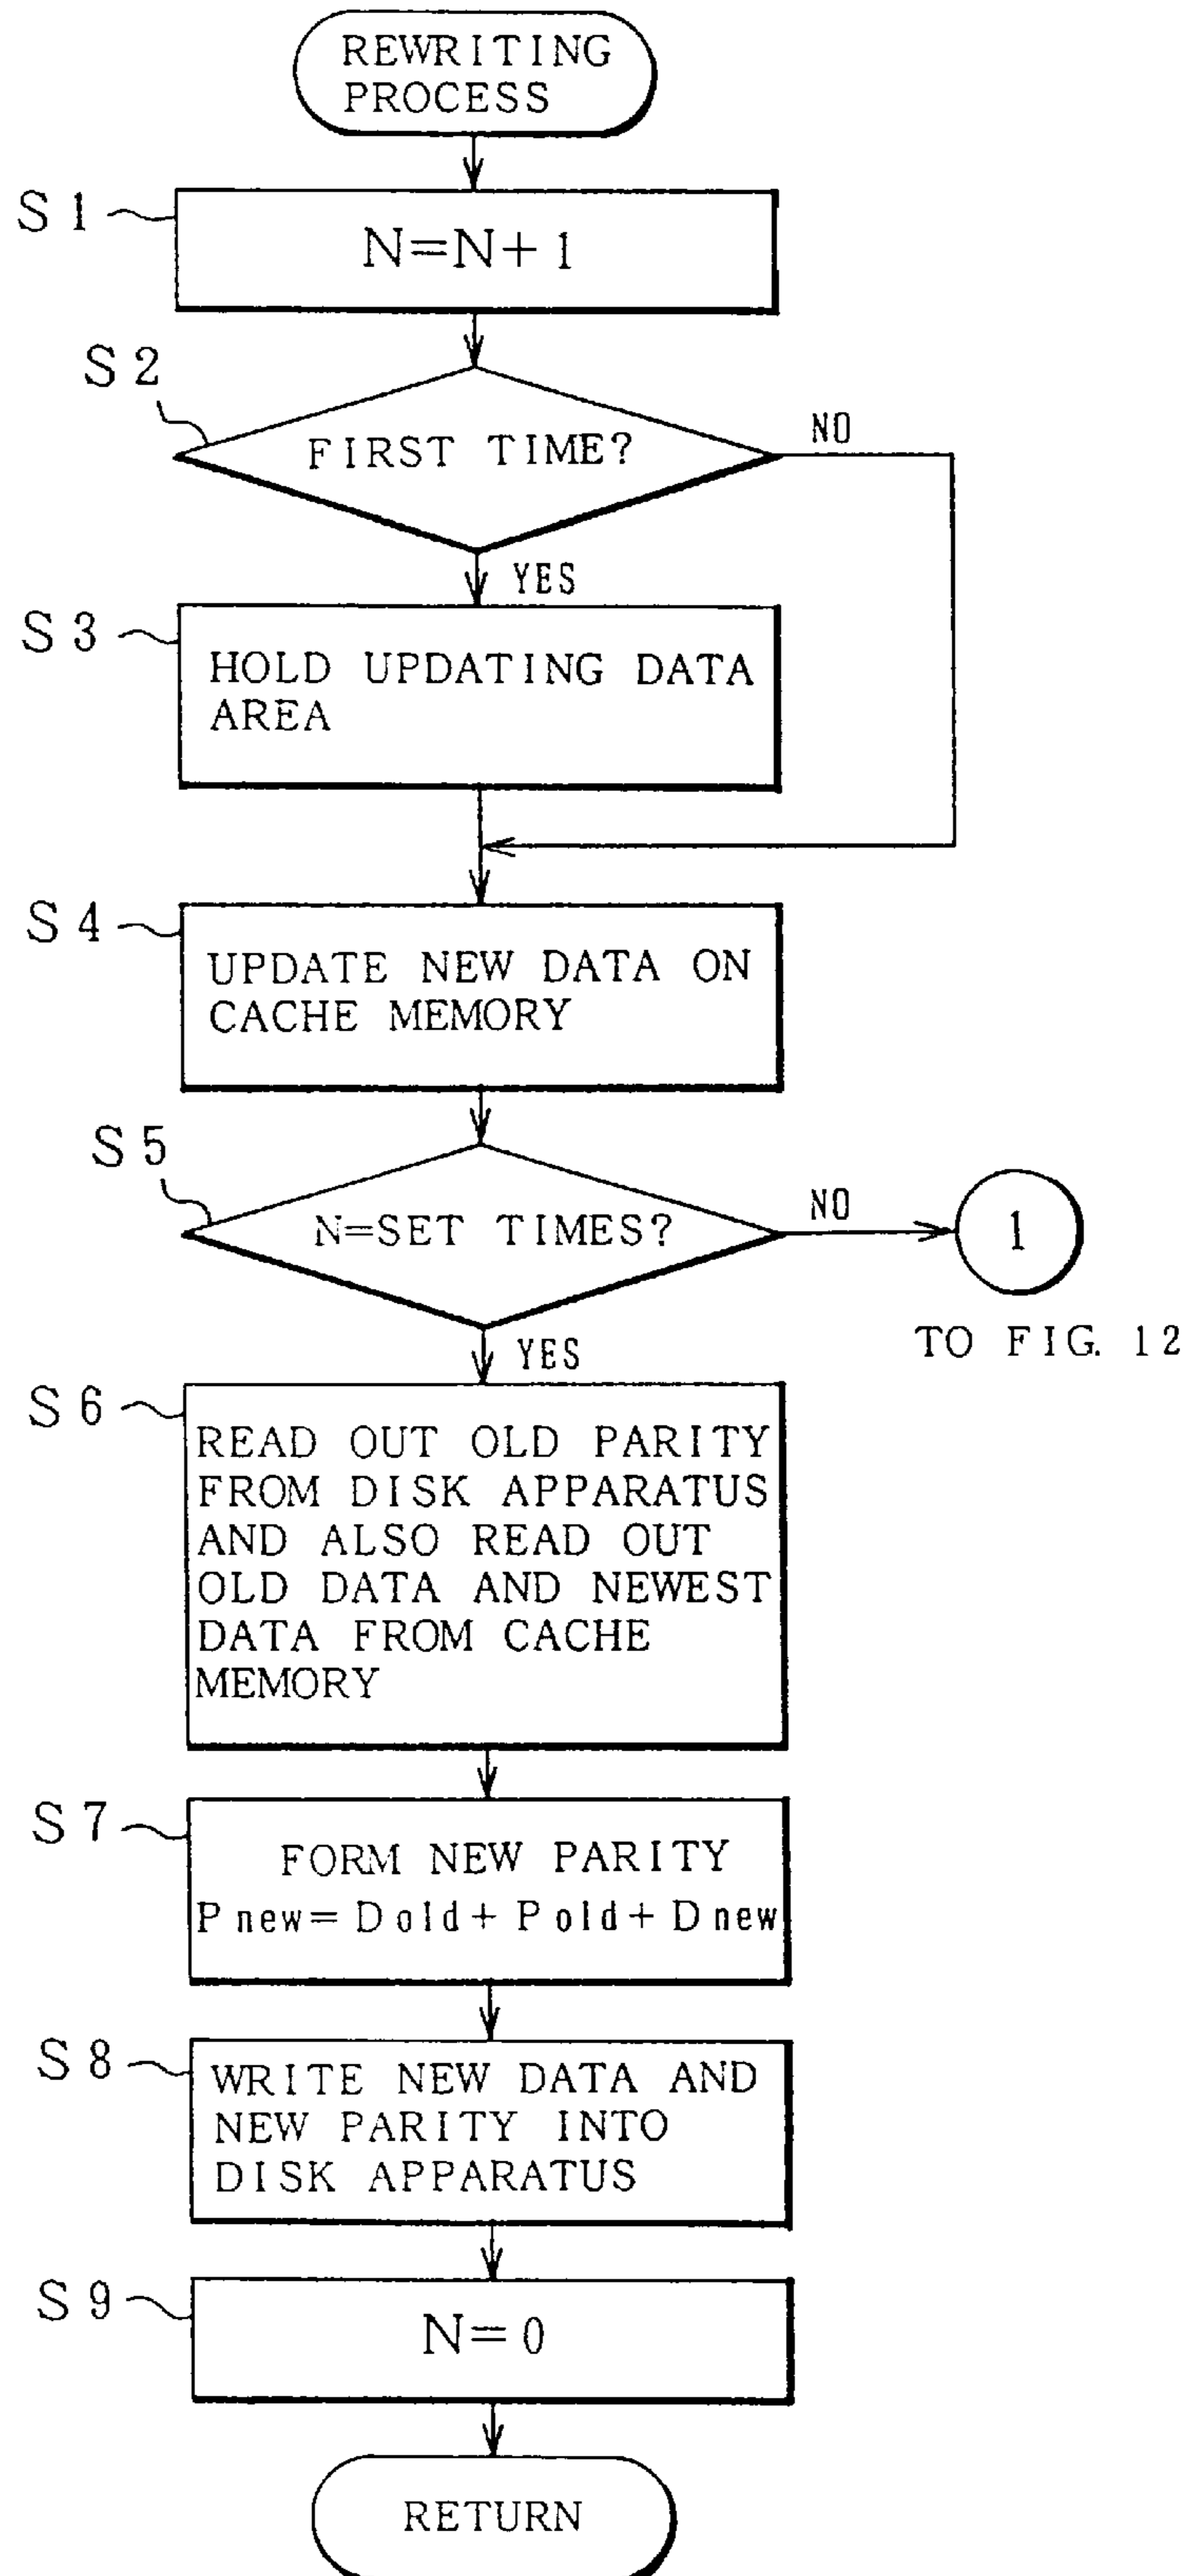 REWRITING
PROCESS
S1
N=N+1
S2
FIRST TIME?
NO
YES
S3
HOLD UPDATING DATA
AREA
S4
UPDATE NEW DATA ON
CACHE MEMORY
S5
N=SET TIMES?
NO
1
TO FIG. 12
YES
S6
READ OUT OLD PARITY
FROM DISK APPARATUS
AND ALSO READ OUT
OLD DATA AND NEWEST
DATA FROM CACHE
MEMORY
S7
FORM NEW PARITY
Pnew=Dold+Pold+Dnew
S8
WRITE NEW DATA AND
NEW PARITY INTO
DISK APPARATUS
S9
N=0
RETURN